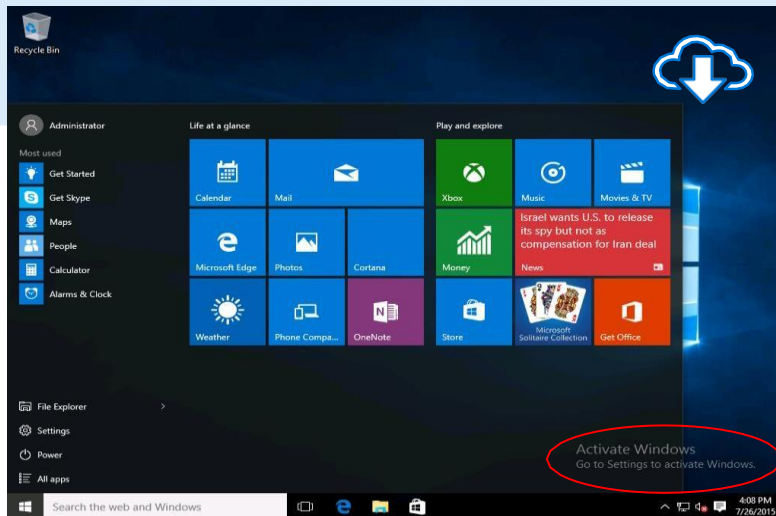 Recycle Bin
Administrator
Most used
Get Started
Get Skype
Maps
People
Calculator
Alarms & Clock
File Explorer
Settings
Power
All apps
Life at a glance
Calendar
Mail
Microsoft Edge
Photos
Cortana
Weather
Phone Compa...
OneNote
Play and explore
Xbox
Music
Movies & TV
Money
Israel wants U.S. to release
its spy but not as
compensation for Iran deal
News
Store
Microsoft
Solitaire Collection
Get Office
Activate Windows
Go to Settings to activate Windows.
Search the web and Windows
4:08 PM
7/26/2015